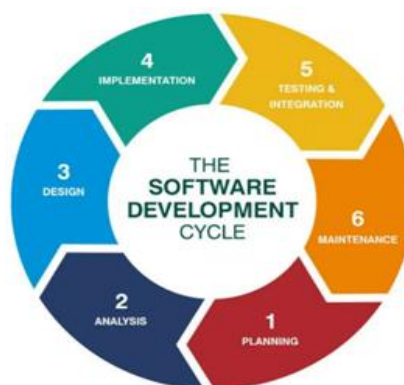 THE
SOFTWARE
DEVELOPMENT
CYCLE
1
PLANNING
2
ANALYSIS
3
DESIGN
4
IMPLEMENTATION
5
TESTING &
INTEGRATION
6
MAINTENANCE